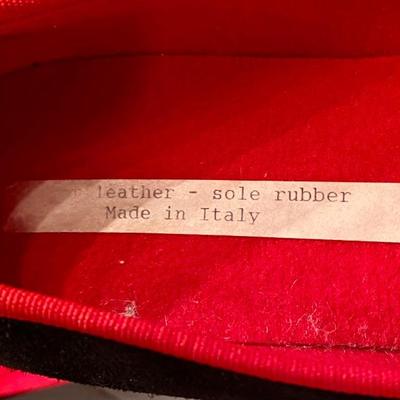 leather - sole rubber
Made in Italy